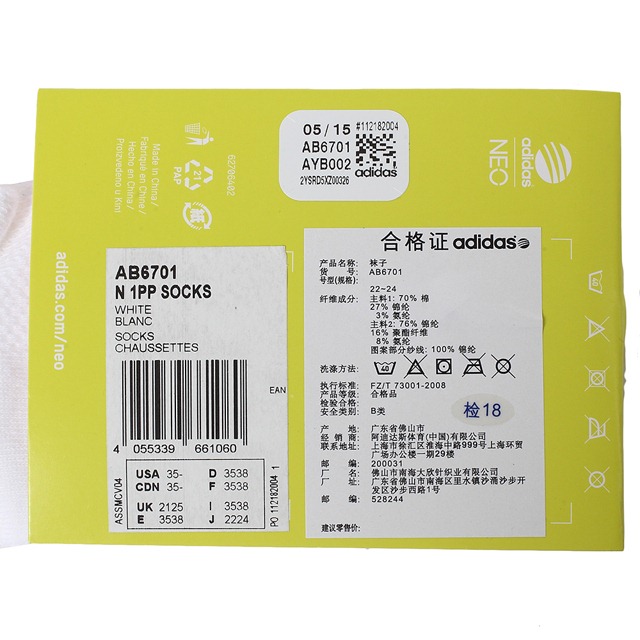 Made in China /
Fabriqué en Chine /
Hecho en China /
Proizvedeno u Kini
21
PAP
62706402
05 / 15
#112182004
AB6701
AYB002
adidas
2YSRD5XZ00326
adidas
NEO
adidas.com/neo
AB6701
N 1PP SOCKS
WHITE
BLANC
SOCKS
CHAUSSETTES
EAN
4 055339 661060
ASSMCV04
USA 35- D 3538
CDN 35- F 3538
UK 2125 I 3538
E 3538 J 2224
PO 112182004 1
合格证 adidas
产品名称: 袜子
货 号: AB6701
号型(规格):
22-24
纤维成分: 主料1: 70% 棉
27% 锦纶
3% 氨纶
主料2: 76% 锦纶
16% 聚酯纤维
8% 氨纶
图案部分纱线: 100% 锦纶
洗涤方法: 40
执行标准: FZ/T 73001-2008
产品等级: 合格品
检验合格:
安全类别: B类
检18
产 地: 广东省佛山市
经 销 商: 阿迪达斯体育(中国)有限公司
联系地址: 上海市徐汇区淮海中路999号上海环贸
广场办公楼一期29层
邮 编: 200031
厂 名: 佛山市南海大欣针织业有限公司
厂 址: 广东省佛山市南海区里水镇沙涌沙步开
发区沙步西路1号
邮 编: 528244
建议零售价:
40